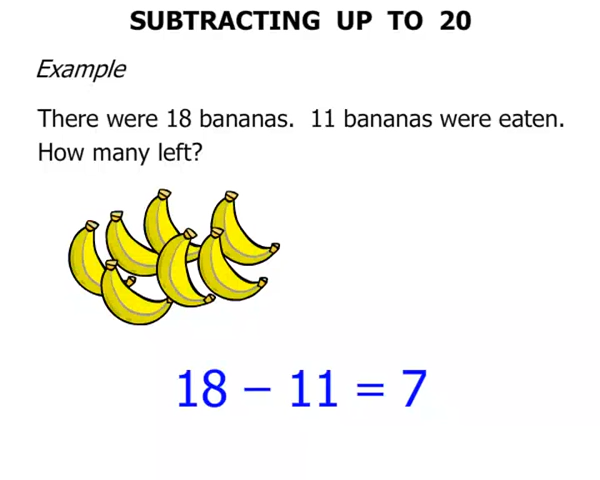 SUBTRACTING UP TO 20
Example
There were 18 bananas. 11 bananas were eaten.
How many left?
18 – 11 = 7